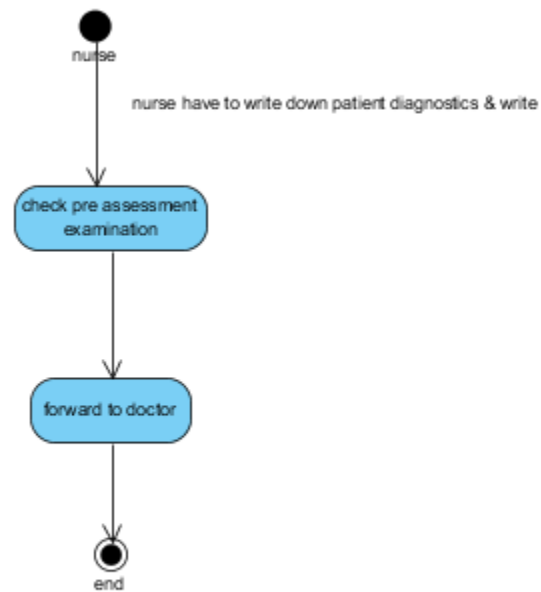 nurse
nurse have to write down patient diagnostics & write
check pre assessment
examination
forward to doctor
end